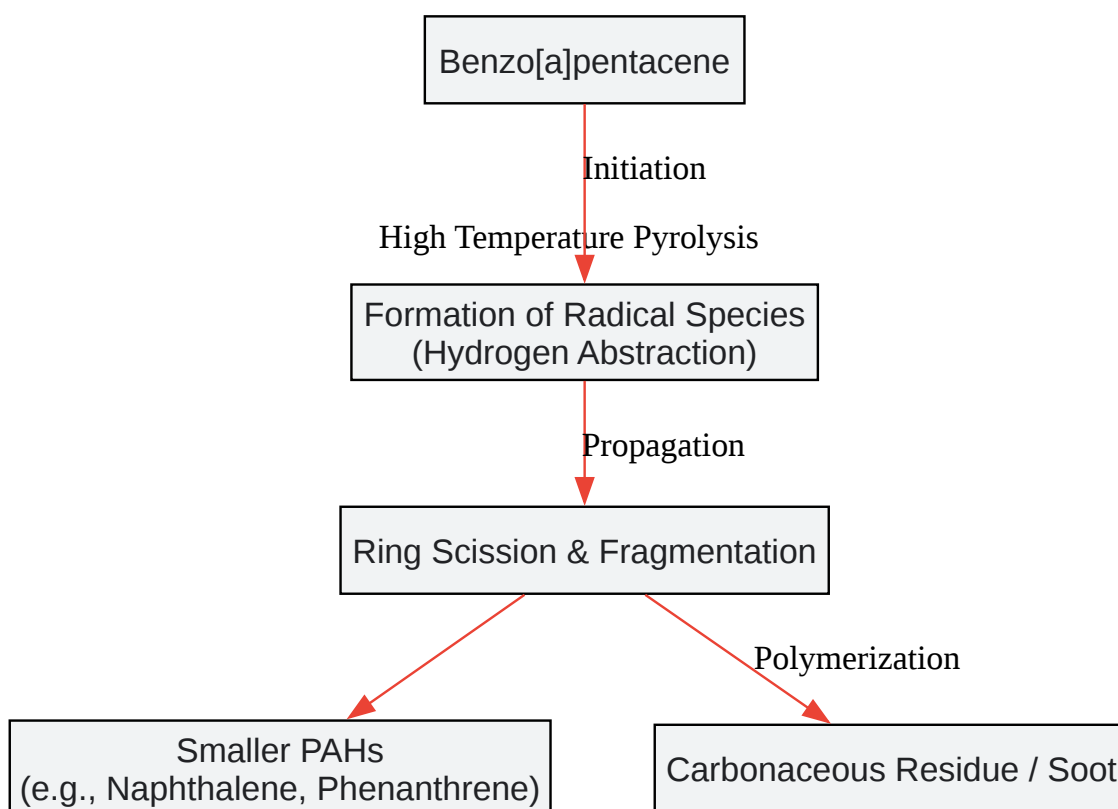 Benzo[a]pentacene
Initiation
High Temperature Pyrolysis
Formation of Radical Species
(Hydrogen Abstraction)
Propagation
Ring Scission & Fragmentation
Polymerization
Smaller PAHs
(e.g., Naphthalene, Phenanthrene)
Carbonaceous Residue / Soot